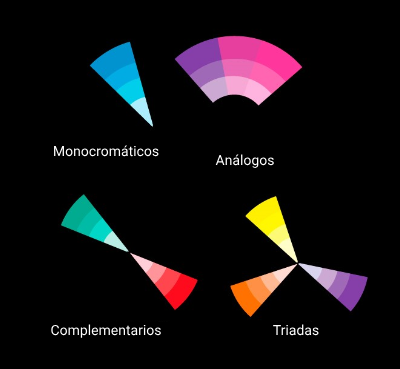 Monocromáticos
Análogos
Complementarios
Triadas